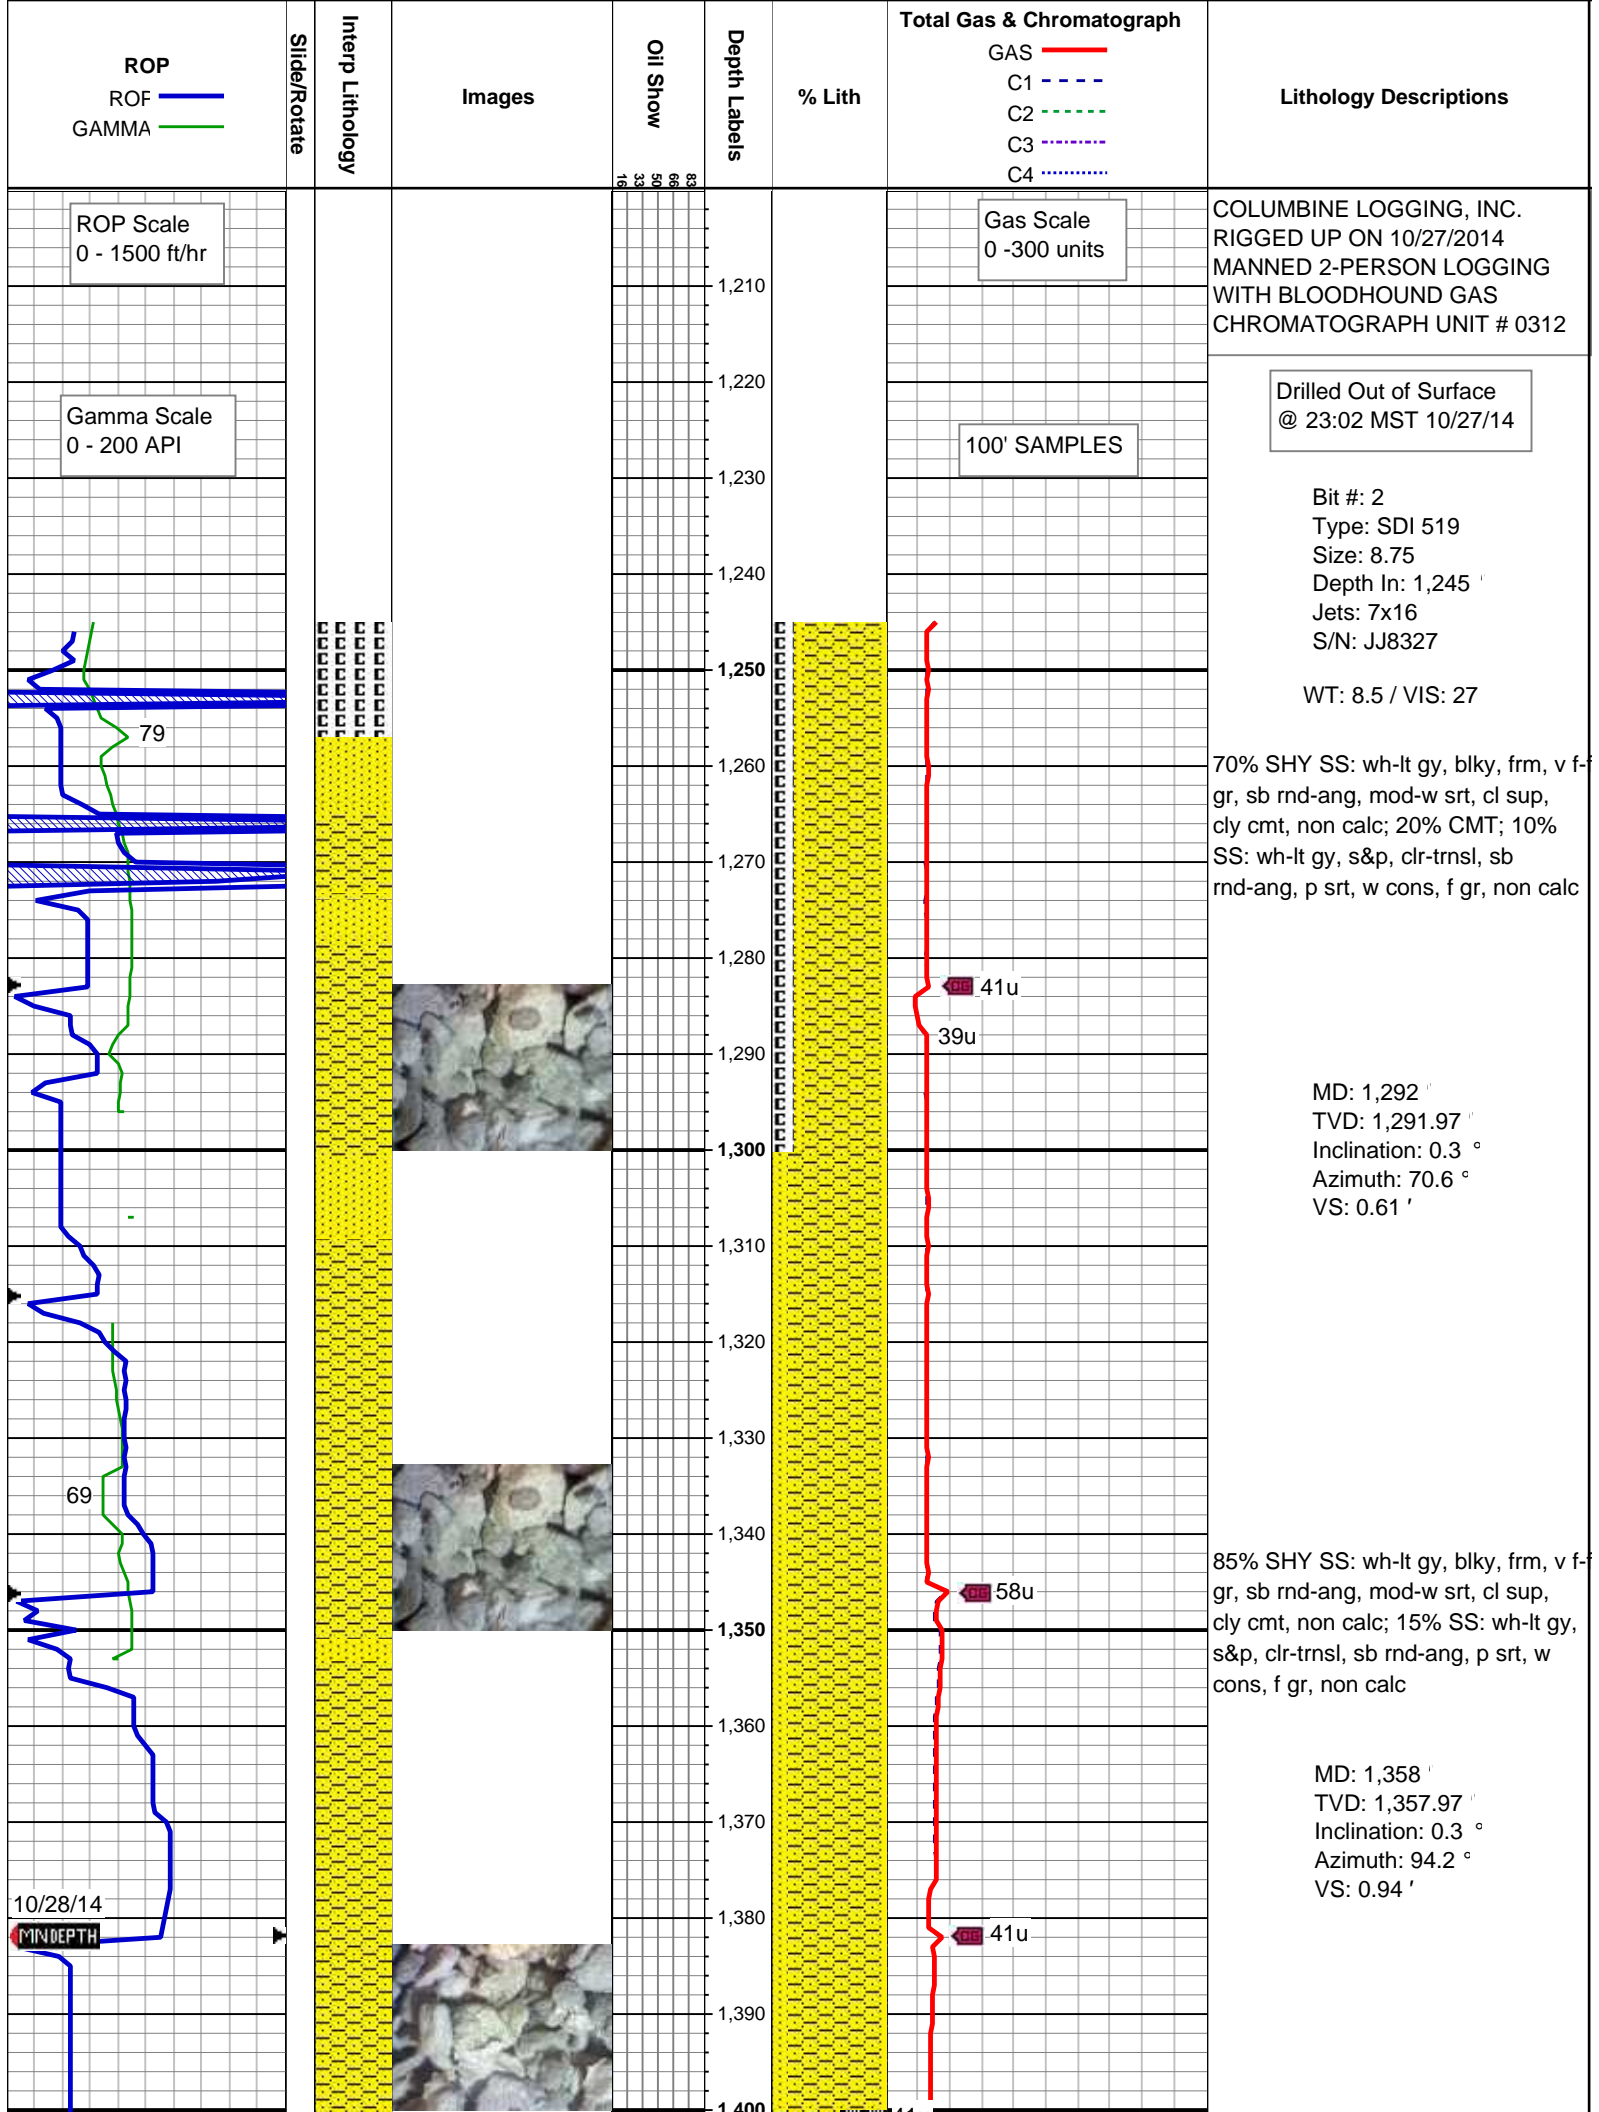 ROP
ROP
GAMMA
Slide/Rotate
Interp Lithology
Images
Oil Show
16 33 50 66 83
Depth Labels
% Lith
Total Gas & Chromatograph
GAS
C1
C2
C3
C4
Lithology Descriptions
ROP Scale
0 - 1500 ft/hr
Gamma Scale
0 - 200 API
79
69
10/28/14
MNDEPTH
1,210
1,220
1,230
1,240
1,250
1,260
1,270
1,280
1,290
1,300
1,310
1,320
1,330
1,340
1,350
1,360
1,370
1,380
1,390
1,400
Gas Scale
0 -300 units
100' SAMPLES
CG 41u
39u
CG 58u
CG 41u
COLUMBINE LOGGING, INC.
RIGGED UP ON 10/27/2014
MANNED 2-PERSON LOGGING
WITH BLOODHOUND GAS
CHROMATOGRAPH UNIT # 0312
Drilled Out of Surface
@ 23:02 MST 10/27/14
Bit #: 2
Type: SDI 519
Size: 8.75
Depth In: 1,245 '
Jets: 7x16
S/N: JJ8327
WT: 8.5 / VIS: 27
70% SHY SS: wh-lt gy, blky, frm, v f-f
gr, sb rnd-ang, mod-w srt, cl sup,
cly cmt, non calc; 20% CMT; 10%
SS: wh-lt gy, s&p, clr-trnsl, sb
rnd-ang, p srt, w cons, f gr, non calc
MD: 1,292 '
TVD: 1,291.97 '
Inclination: 0.3 °
Azimuth: 70.6 °
VS: 0.61 '
85% SHY SS: wh-lt gy, blky, frm, v f-f
gr, sb rnd-ang, mod-w srt, cl sup,
cly cmt, non calc; 15% SS: wh-lt gy,
s&p, clr-trnsl, sb rnd-ang, p srt, w
cons, f gr, non calc
MD: 1,358 '
TVD: 1,357.97 '
Inclination: 0.3 °
Azimuth: 94.2 °
VS: 0.94 '